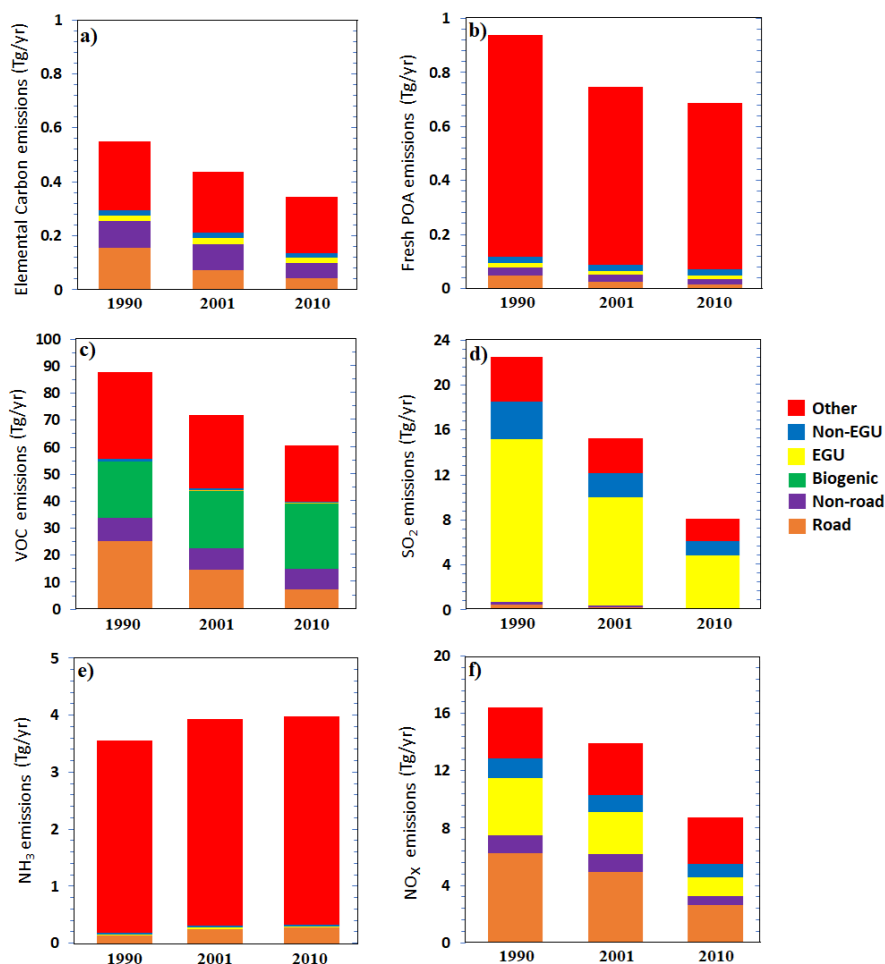 a)
Elemental Carbon emissions (Tg/yr)
1
0.8
0.6
0.4
0.2
0
1990 2001 2010
b)
Fresh POA emissions (Tg/yr)
1
0.8
0.6
0.4
0.2
0
1990 2001 2010
c)
VOC emissions (Tg/yr)
100
90
80
70
60
50
40
30
20
10
0
1990 2001 2010
d)
SO2 emissions (Tg/yr)
24
20
16
12
8
4
0
1990 2001 2010
Other
Non-EGU
EGU
Biogenic
Non-road
Road
e)
NH3 emissions (Tg/yr)
5
4
3
2
1
0
1990 2001 2010
f)
NOX emissions (Tg/yr)
20
16
12
8
4
0
1990 2001 2010